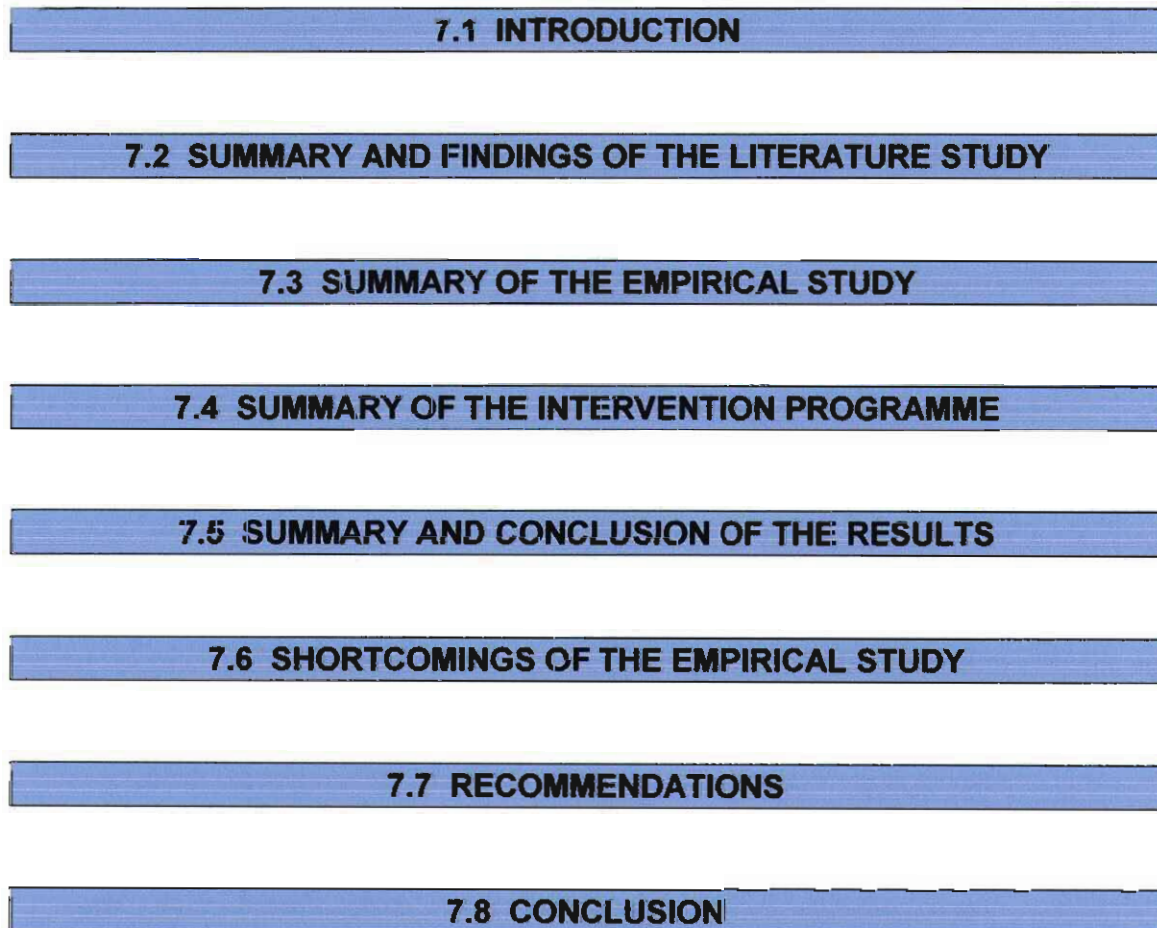 7.1 INTRODUCTION
7.2 SUMMARY AND FINDINGS OF THE LITERATURE STUDY
7.3 SUMMARY OF THE EMPIRICAL STUDY
7.4 SUMMARY OF THE INTERVENTION PROGRAMME
7.5 SUMMARY AND CONCLUSION OF THE RESULTS
7.6 SHORTCOMINGS OF THE EMPIRICAL STUDY
7.7 RECOMMENDATIONS
7.8 CONCLUSION